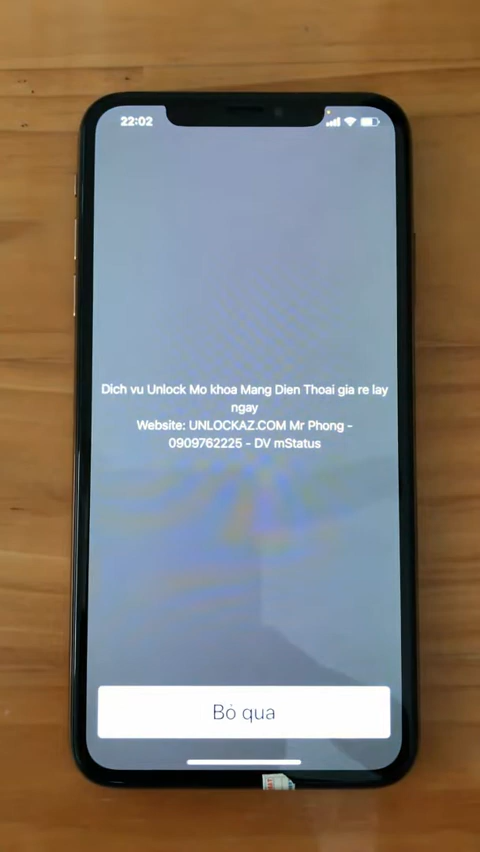 22:02
Dich vu Unlock Mo khoa Mang Dien Thoai gia re lay
ngay
Website: UNLOCKAZ.COM Mr Phong -
0909762225 - DV mStatus
Bỏ qua